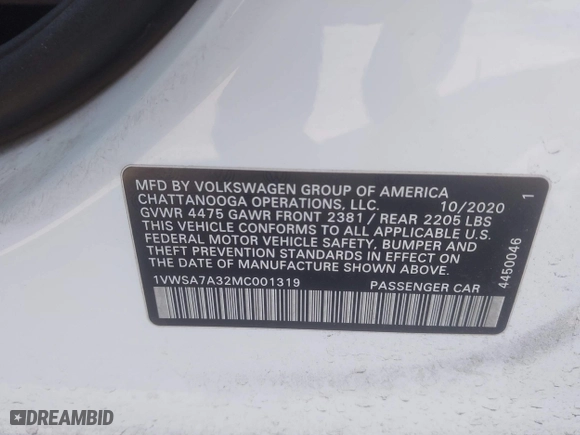 MFD BY VOLKSWAGEN GROUP OF AMERICA
CHATTANOOGA OPERATIONS, LLC. 10/2020
GVWR 4475 GAWR FRONT 2381 / REAR 2205 LBS
THIS VEHICLE CONFORMS TO ALL APPLICABLE U.S.
FEDERAL MOTOR VEHICLE SAFETY, BUMPER AND
THEFT PREVENTION STANDARDS IN EFFECT ON THE
DATE OF MANUFACTURE SHOWN ABOVE.
1VWSA7A32MC001319 PASSENGER CAR
4450046 1
DREAMBID